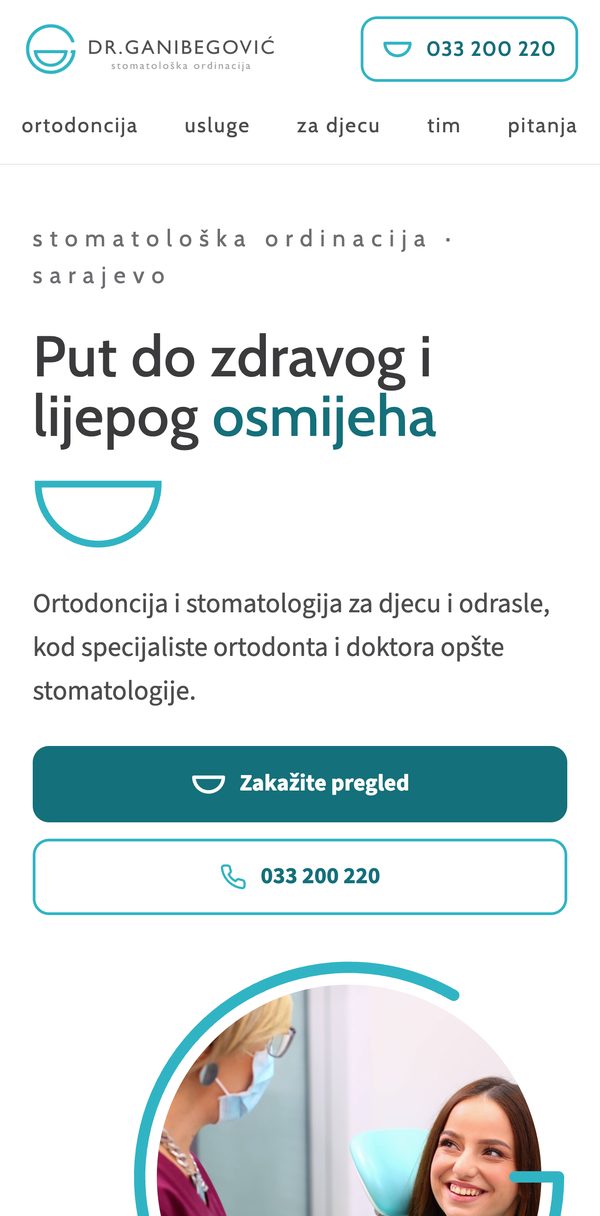 DR.GANIBEGOVIĆ
stomatološka ordinacija
033 200 220
ortodoncija usluge za djecu tim pitanja
stomatološka ordinacija ·
sarajevo
Put do zdravog i
lijepog osmijeha
Ortodoncija i stomatologija za djecu i odrasle,
kod specijaliste ortodonta i doktora opšte
stomatologije.
Zakažite pregled
033 200 220